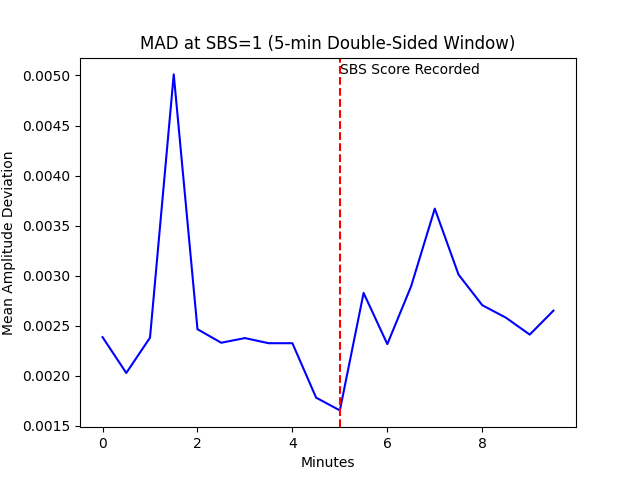 MAD at SBS=1 (5-min Double-Sided Window)
SBS Score Recorded
0.0050
0.0045
0.0040
0.0035
0.0030
0.0025
0.0020
0.0015
Mean Amplitude Deviation
0 2 4 6 8
Minutes